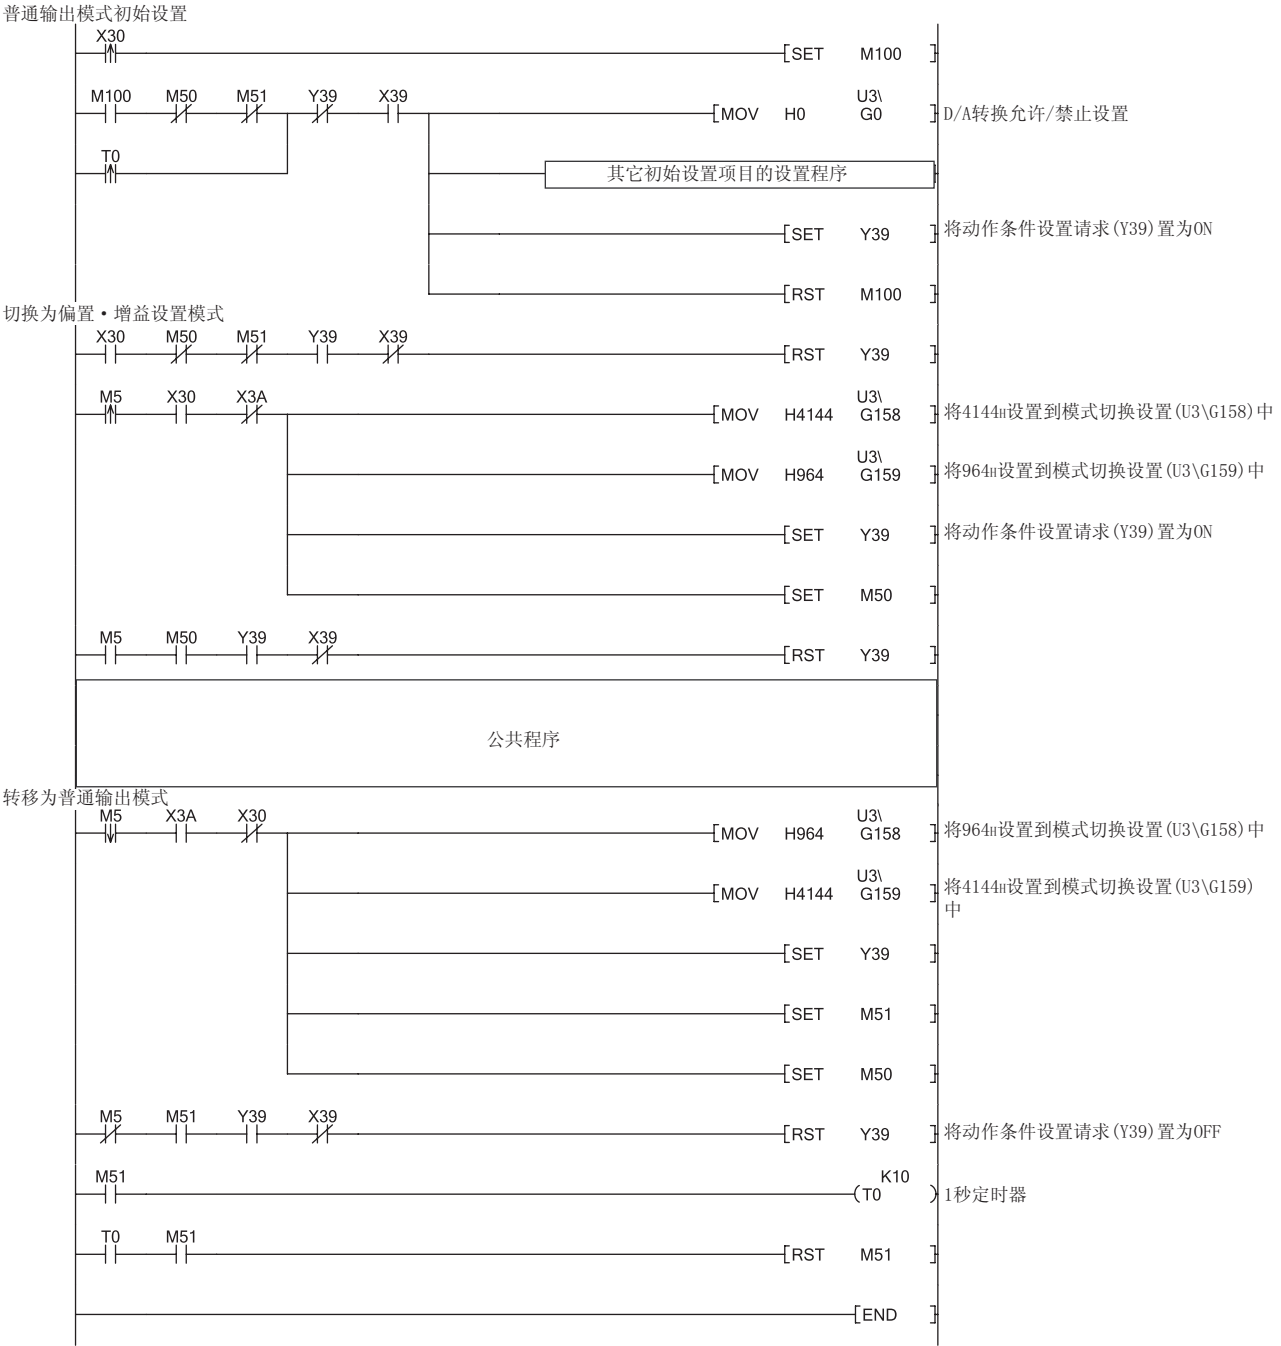 普通输出模式初始设置
X30
SET M100
M100 M50 M51 Y39 X39
U3\
MOV H0 G0 D/A转换允许/禁止设置
T0
其它初始设置项目的设置程序
SET Y39 将动作条件设置请求(Y39)置为ON
RST M100
切换为偏置·增益设置模式
X30 M50 M51 Y39 X39
RST Y39
M5 X30 X3A
U3\
MOV H4144 G158 将4144H设置到模式切换设置(U3\G158)中
U3\
MOV H964 G159 将964H设置到模式切换设置(U3\G159)中
SET Y39 将动作条件设置请求(Y39)置为ON
SET M50
M5 M50 Y39 X39
RST Y39
公共程序
转移为普通输出模式
M5 X3A X30
U3\
MOV H964 G158 将964H设置到模式切换设置(U3\G158)中
U3\
MOV H4144 G159 将4144H设置到模式切换设置(U3\G159)
中
SET Y39
SET M51
SET M50
M5 M51 Y39 X39
RST Y39 将动作条件设置请求(Y39)置为OFF
M51 K10
T0 1秒定时器
T0 M51
RST M51
END